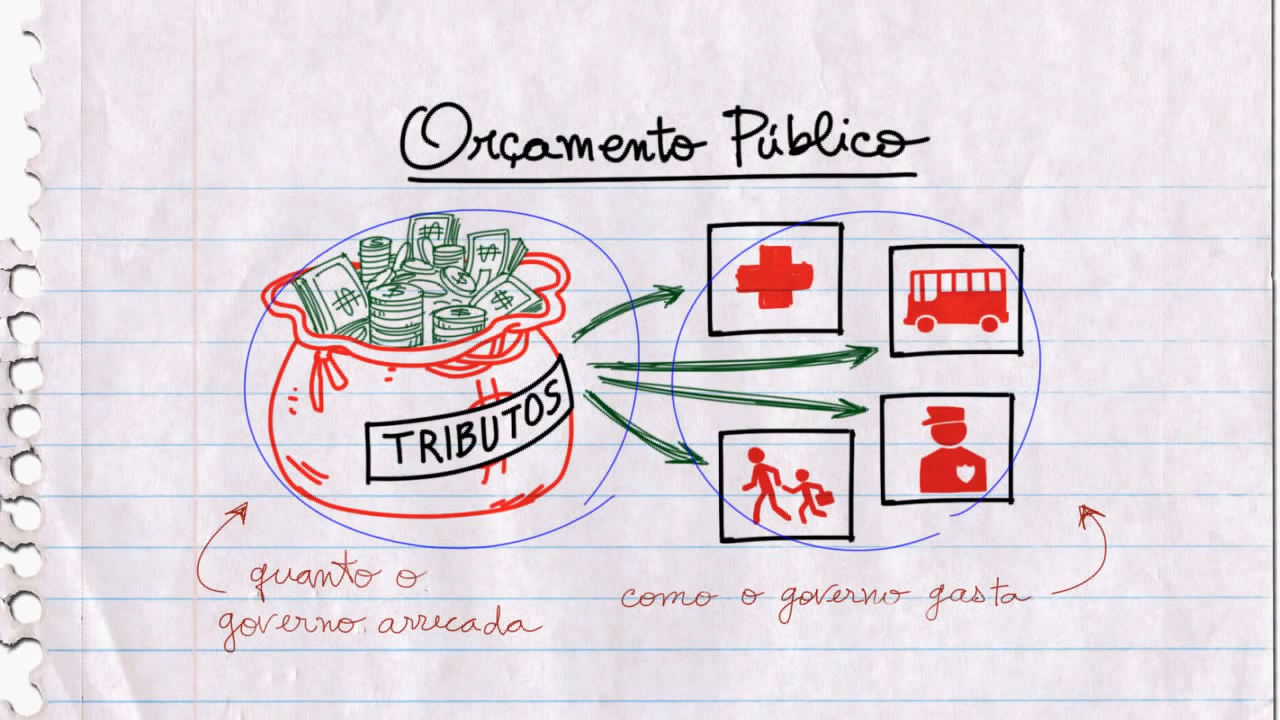 Orçamento Público
TRIBUTOS
quanto o
governo arrecada
como o governo gasta